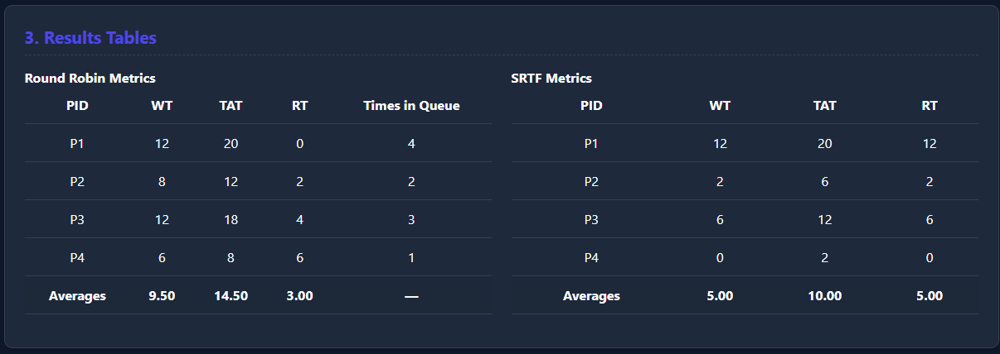 3. Results Tables
Round Robin Metrics
PID WT TAT RT Times in Queue
P1 12 20 0 4
P2 8 12 2 2
P3 12 18 4 3
P4 6 8 6 1
Averages 9.50 14.50 3.00 —
SRTF Metrics
PID WT TAT RT
P1 12 20 12
P2 2 6 2
P3 6 12 6
P4 0 2 0
Averages 5.00 10.00 5.00